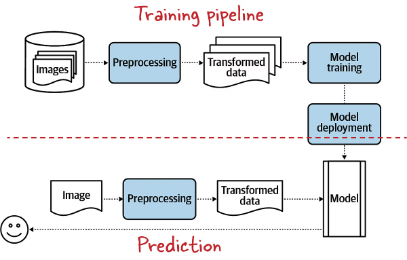 Training pipeline
Images
Preprocessing
Transformed
data
Model
training
Model
deployment
Image
Preprocessing
Transformed
data
Model
Prediction